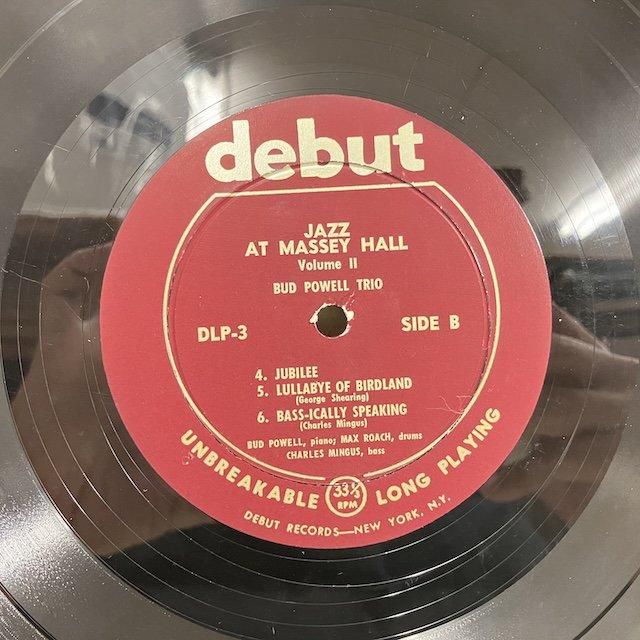 debut
JAZZ
AT MASSEY HALL
Volume II
BUD POWELL TRIO
DLP-3
SIDE B
4. JUBILEE
5. LULLABYE OF BIRDLAND
(George Shearing)
6. BASS-ICALLY SPEAKING
(Charles Mingus)
BUD POWELL, piano; MAX ROACH, drums
CHARLES MINGUS, bass
UNBREAKABLE 33⅓ RPM LONG PLAYING
DEBUT RECORDS—NEW YORK, N.Y.